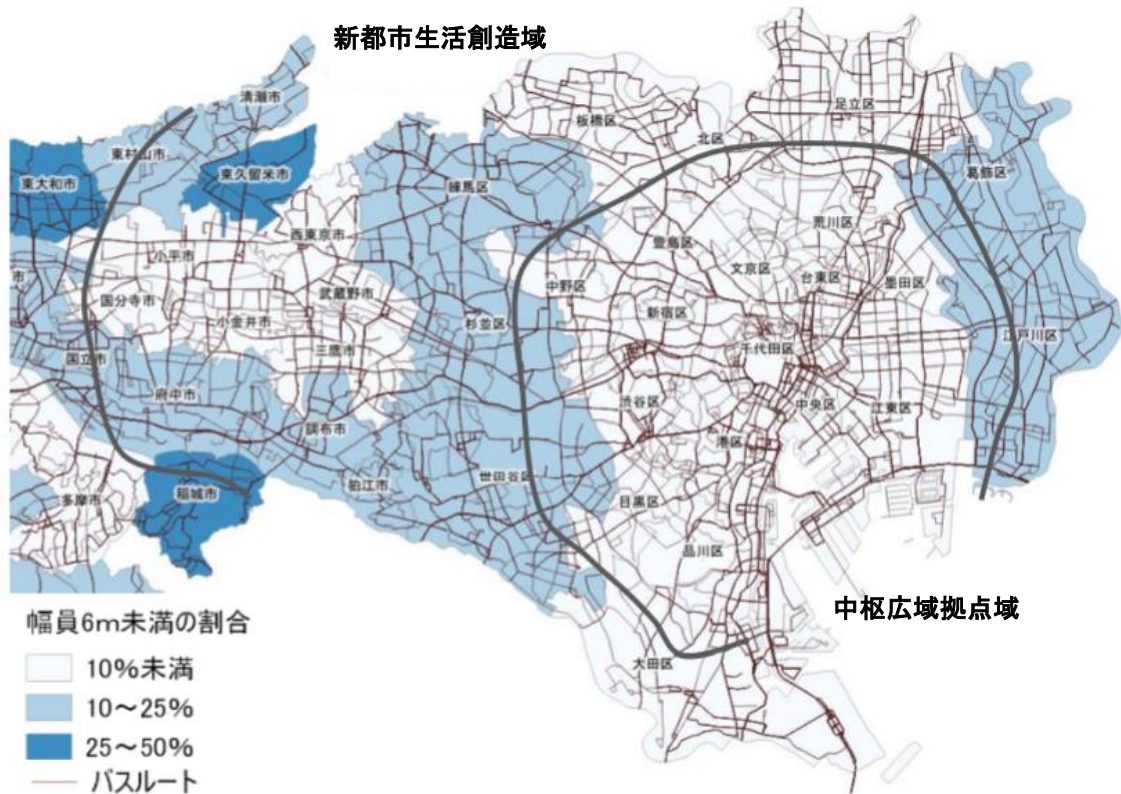 新都市生活創造域
清瀬市
足立区
板橋区
北区
東村山市
葛飾区
東大和市
東久留米市
練馬区
荒川区
西東京市
豊島区
小平市
文京区
台東区
墨田区
市
中野区
国分寺市
武蔵野市
新宿区
小金井市
杉並区
江戸川区
三鷹市
千代田区
国立市
府中市
渋谷区
中央区
江東区
調布市
港区
世田谷区
狛江市
稲城市
多摩市
目黒区
品川区
中枢広域拠点域
大田区
幅員6m未満の割合
10%未満
10～25%
25～50%
バスルート